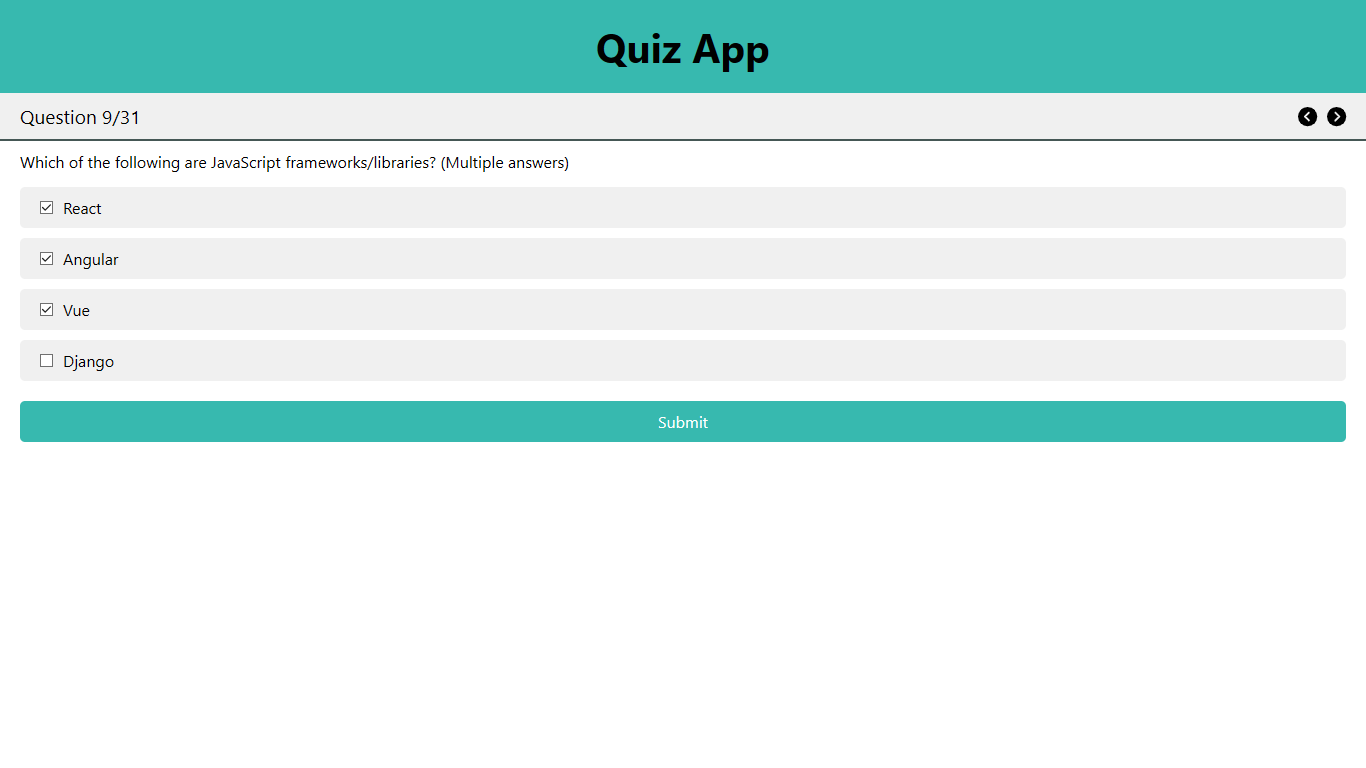 Quiz App
Question 9/31
Which of the following are JavaScript frameworks/libraries? (Multiple answers)
React
Angular
Vue
Django
Submit